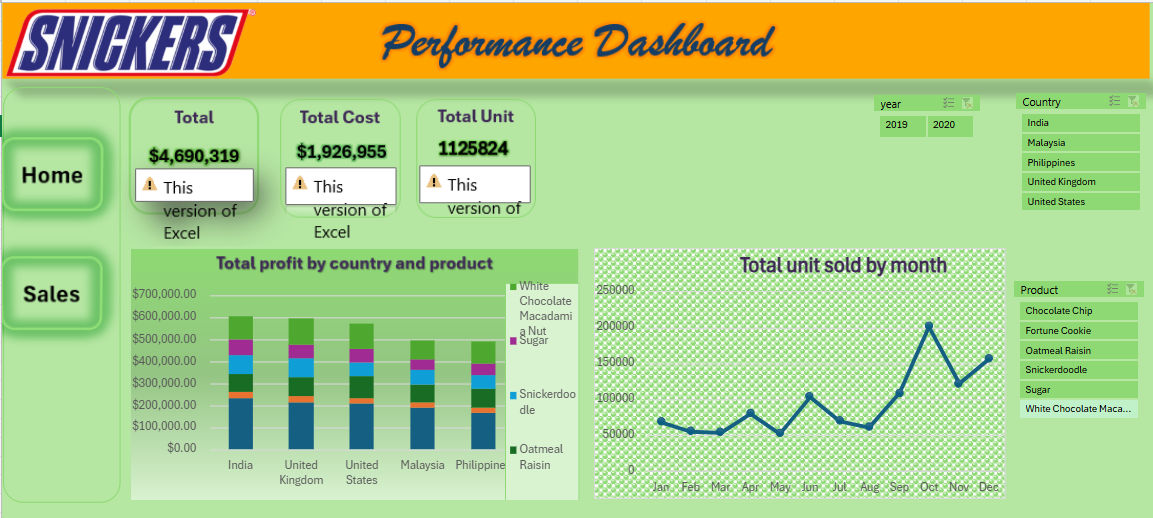 SNICKERS
®
Performance Dashboard
Home
Sales
Total
$4,690,319
This
version of
Excel
Total Cost
$1,926,955
This
version of
Excel
Total Unit
1125824
This
version of
year
2019
2020
Country
India
Malaysia
Philippines
United Kingdom
United States
Total profit by country and product
$700,000.00
$600,000.00
$500,000.00
$400,000.00
$300,000.00
$200,000.00
$100,000.00
$0.00
India
United
Kingdom
United
States
Malaysia
Philippine
White
Chocolate
Macadami
a Nut
Sugar
Snickerdoo
dle
Oatmeal
Raisin
Total unit sold by month
250000
200000
150000
100000
50000
0
Jan
Feb
Mar
Apr
May
Jun
Jul
Aug
Sep
Oct
Nov
Dec
Product
Chocolate Chip
Fortune Cookie
Oatmeal Raisin
Snickerdoodle
Sugar
White Chocolate Maca...